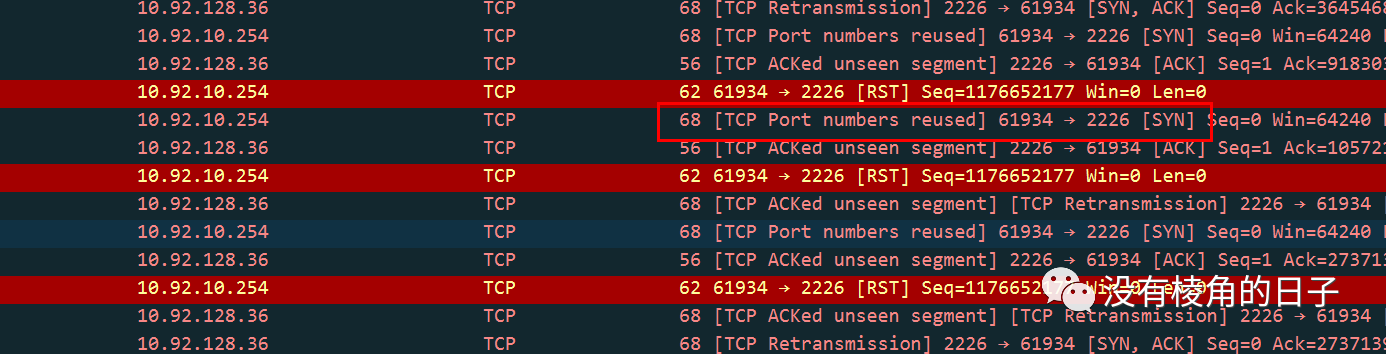 10.92.128.36 TCP 68 [TCP Retransmission] 2226 → 61934 [SYN, ACK] Seq=0 Ack=3645468
10.92.10.254 TCP 68 [TCP Port numbers reused] 61934 → 2226 [SYN] Seq=0 Win=64240
10.92.128.36 TCP 56 [TCP ACKed unseen segment] 2226 → 61934 [ACK] Seq=1 Ack=918303
10.92.10.254 TCP 62 61934 → 2226 [RST] Seq=1176652177 Win=0 Len=0
10.92.10.254 TCP 68 [TCP Port numbers reused] 61934 → 2226 [SYN] Seq=0 Win=64240
10.92.128.36 TCP 56 [TCP ACKed unseen segment] 2226 → 61934 [ACK] Seq=1 Ack=105721
10.92.10.254 TCP 62 61934 → 2226 [RST] Seq=1176652177 Win=0 Len=0
10.92.128.36 TCP 68 [TCP ACKed unseen segment] [TCP Retransmission] 2226 → 61934 [
10.92.10.254 TCP 68 [TCP Port numbers reused] 61934 → 2226 [SYN] Seq=0 Win=64240
10.92.128.36 TCP 56 [TCP ACKed unseen segment] 2226 → 61934 [ACK] Seq=1 Ack=273713
10.92.10.254 TCP 62 61934 → 2226 [RST] Seq=1176652177 Win=0 Len=0
没有棱角的日子
10.92.128.36 TCP 68 [TCP ACKed unseen segment] [TCP Retransmission] 2226 → 61934 [
10.92.128.36 TCP 68 [TCP Retransmission] 2226 → 61934 [SYN, ACK] Seq=0 Ack=2737139